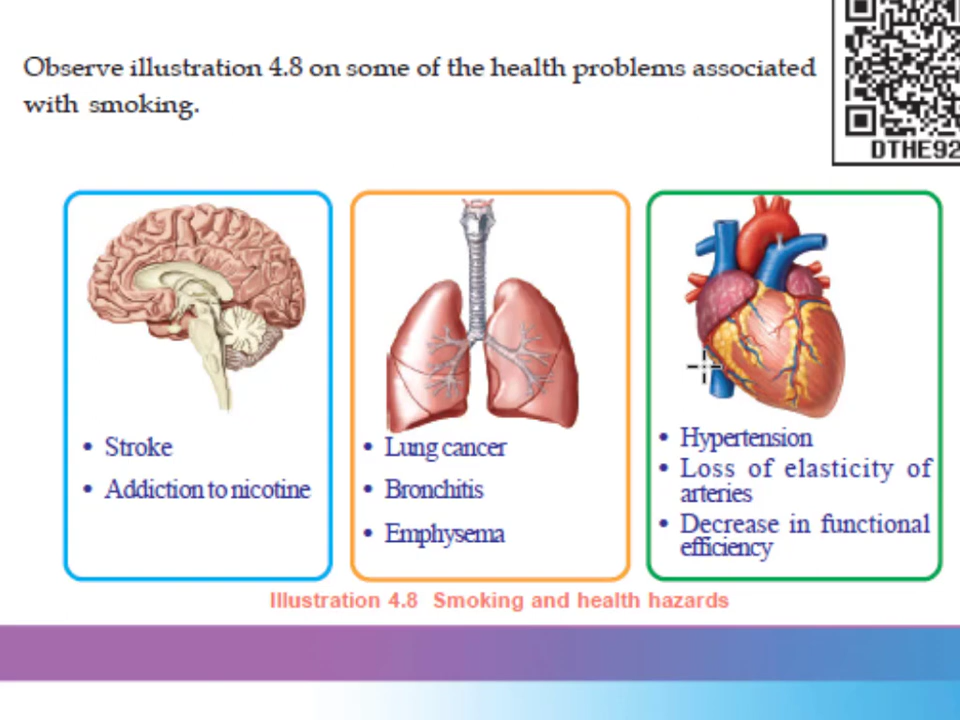 Observe illustration 4.8 on some of the health problems associated
with smoking.
DTHE92
• Stroke
• Addiction to nicotine
• Lung cancer
• Bronchitis
• Emphysema
• Hypertension
• Loss of elasticity of
arteries
• Decrease in functional
efficiency
Illustration 4.8 Smoking and health hazards